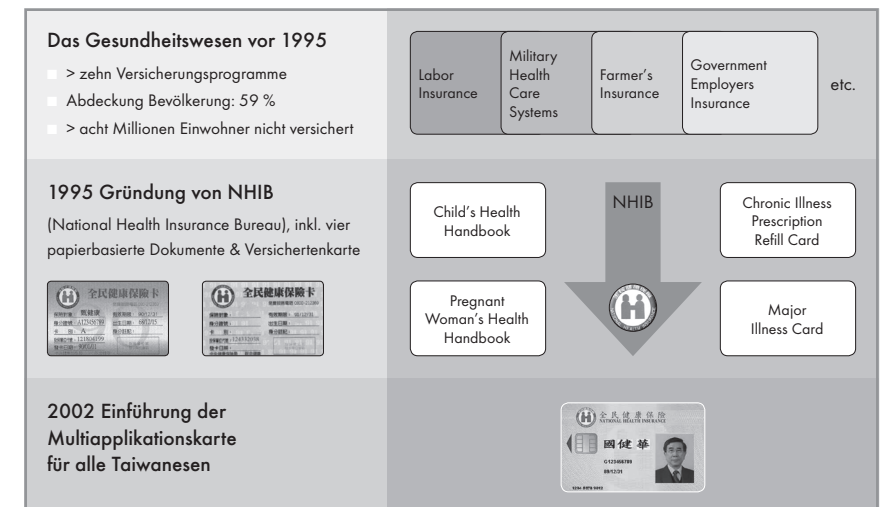 Das Gesundheitswesen vor 1995
> zehn Versicherungsprogramme
Abdeckung Bevölkerung: 59 %
> acht Millionen Einwohner nicht versichert
Labor
Insurance
Military
Health
Care
Systems
Farmer's
Insurance
Government
Employers
Insurance
etc.
1995 Gründung von NHIB
(National Health Insurance Bureau), inkl. vier
papierbasierte Dokumente & Versichertenkarte
全民健康保險卡
A123456789
全民健康保險卡
Child's Health
Handbook
Pregnant
Woman's Health
Handbook
NHIB
Chronic Illness
Prescription
Refill Card
Major
Illness Card
2002 Einführung der
Multiapplikationskarte
für alle Taiwanesen
全民健康保險
NATIONAL HEALTH INSURANCE
國健華
G123456789